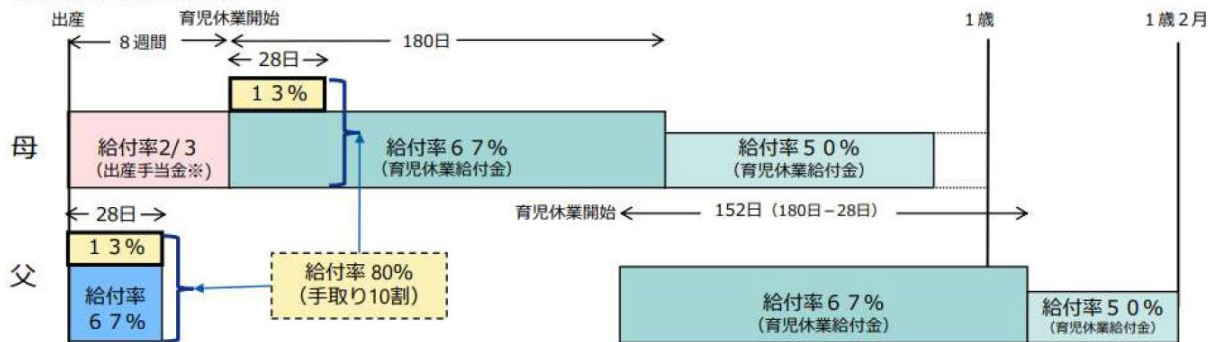 出産
育児休業開始
1歳
1歳2月
8週間
180日
28日
13%
母
給付率2/3
(出産手当金※)
給付率67%
(育児休業給付金)
給付率50%
(育児休業給付金)
28日
育児休業開始
152日(180日-28日)
13%
父
給付率
67%
給付率80%
(手取り10割)
給付率67%
(育児休業給付金)
給付率50%
(育児休業給付金)